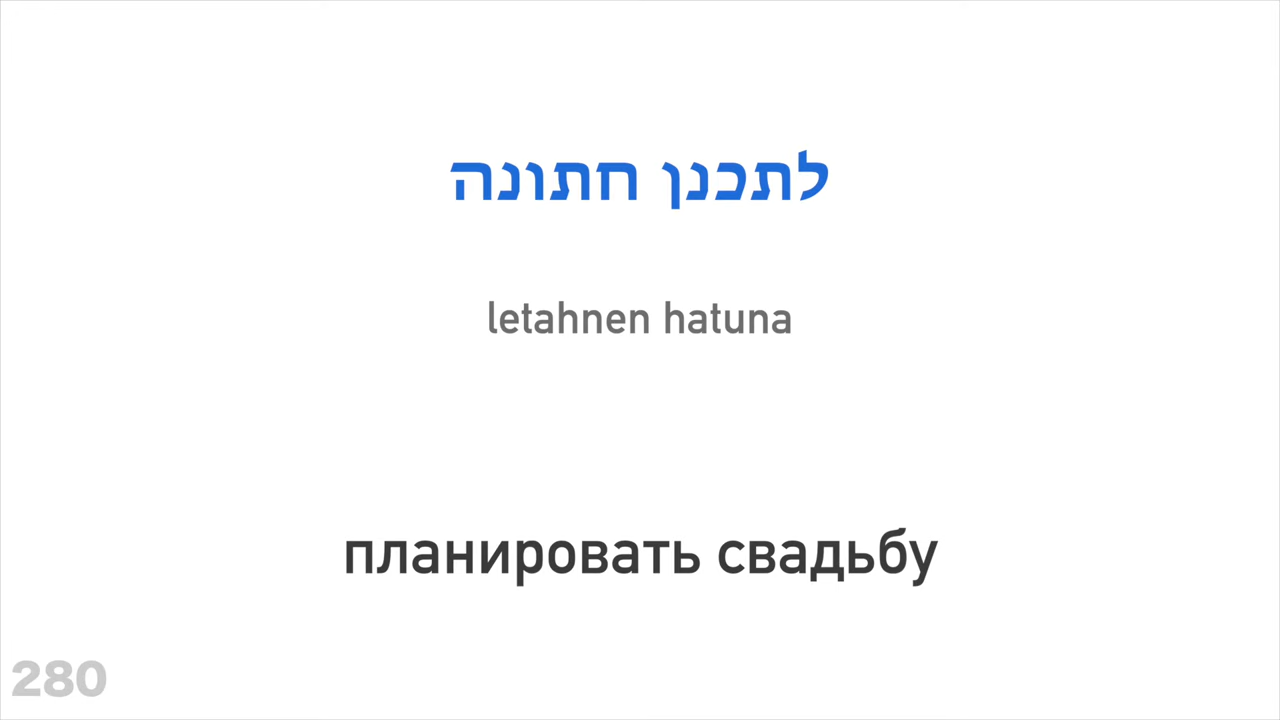 לתכנן חתונה
letahnen hatuna
планировать свадьбу
280